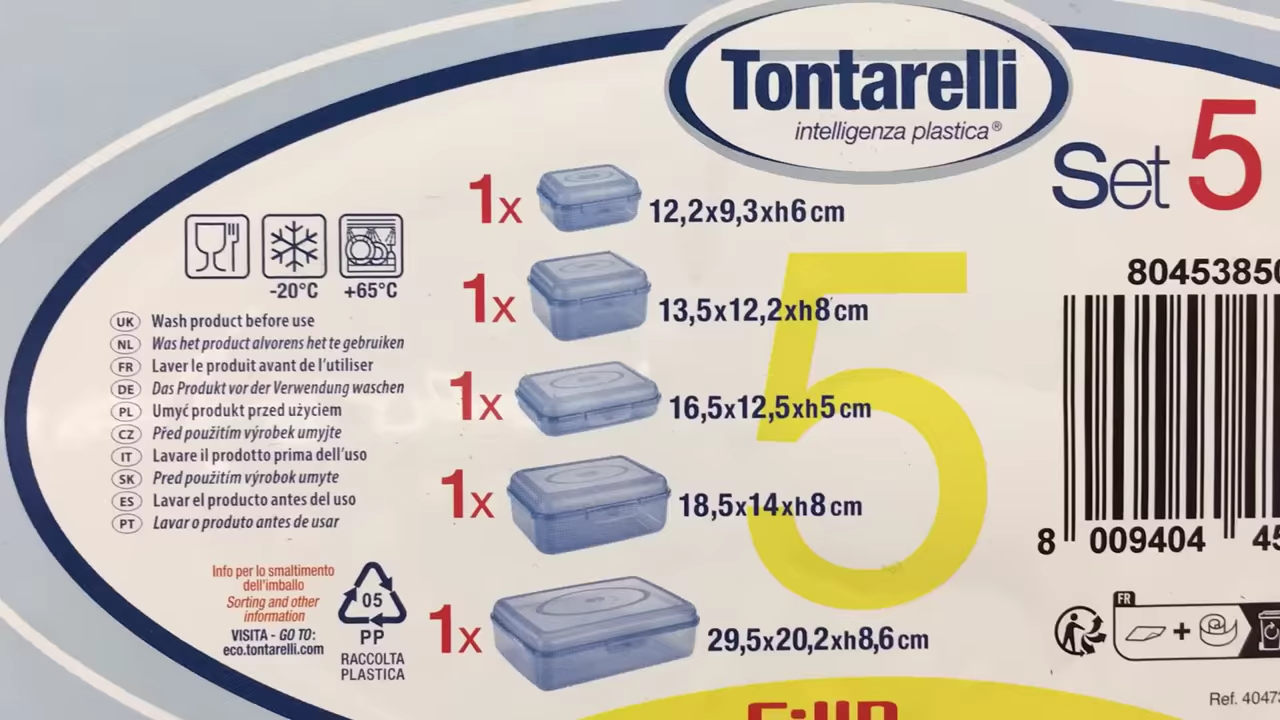 Tontarelli
intelligenza plastica®
Set 5
1x 12,2x9,3xh6 cm
1x 13,5x12,2xh8 cm
1x 16,5x12,5xh5 cm
1x 18,5x14xh8 cm
1x 29,5x20,2xh8,6 cm
5
-20°C +65°C
UK Wash product before use
NL Was het product alvorens het te gebruiken
FR Laver le produit avant de l'utiliser
DE Das Produkt vor der Verwendung waschen
PL Umyć produkt przed użyciem
CZ Před použitím výrobek umyjte
IT Lavare il prodotto prima dell'uso
SK Pred použitím výrobok umyte
ES Lavar el producto antes del uso
PT Lavar o produto antes de usar
Info per lo smaltimento
dell'imballo
Sorting and other
information
VISITA - GO TO:
eco.tontarelli.com
05
PP
RACCOLTA
PLASTICA
8045385
8 009404 45
FR
+
Ref. 4047